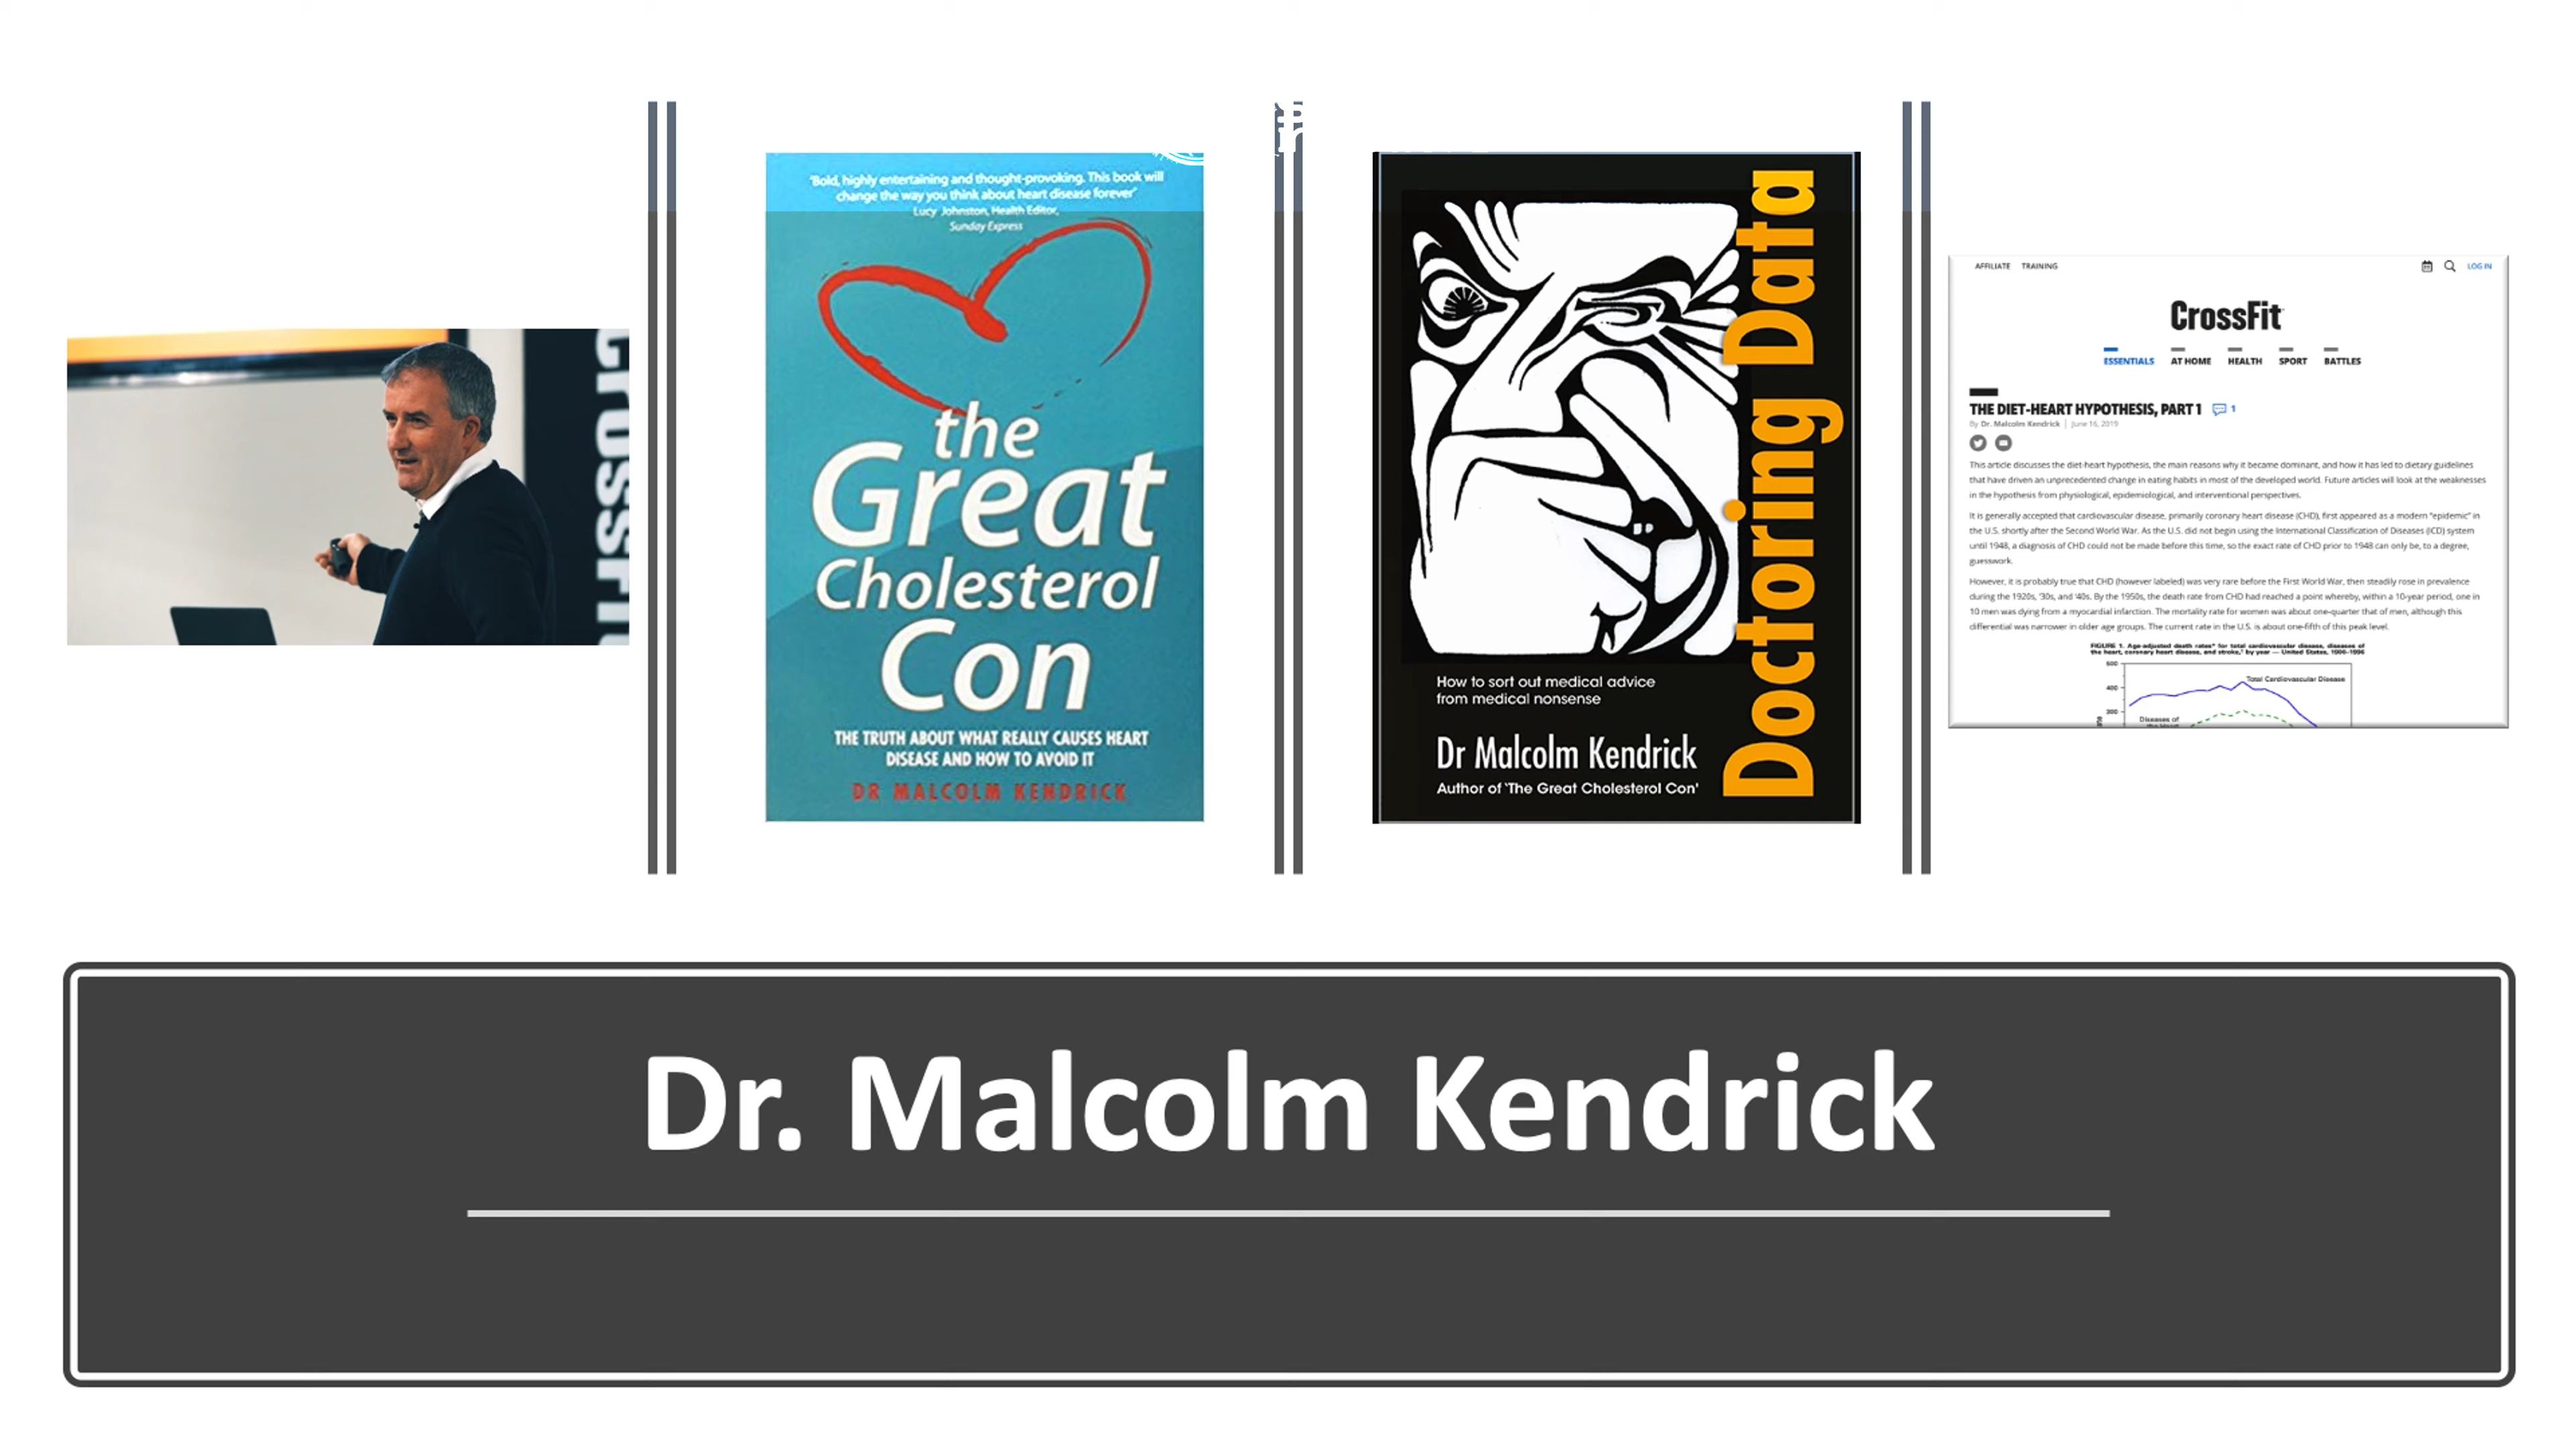 CROSSFIT
'Bold, highly entertaining and thought-provoking. This book will
change the way you think about heart disease forever'
Lucy Johnston, Health Editor,
Sunday Express
the
Great
Cholesterol
Con
THE TRUTH ABOUT WHAT REALLY CAUSES HEART
DISEASE AND HOW TO AVOID IT
DR MALCOLM KENDRICK
Doctoring Data
How to sort out medical advice
from medical nonsense
Dr Malcolm Kendrick
Author of 'The Great Cholesterol Con'
AFFILIATE TRAINING LOG IN
CrossFit
ESSENTIALS AT HOME HEALTH SPORT BATTLES
THE DIET-HEART HYPOTHESIS, PART 1 1
By Dr. Malcolm Kendrick | June 16, 2019
This article discusses the diet-heart hypothesis, the main reasons why it became dominant, and how it has led to dietary guidelines
that have driven an unprecedented change in eating habits in most of the developed world. Future articles will look at the weaknesses
in the hypothesis from physiological, epidemiological, and interventional perspectives.
It is generally accepted that cardiovascular disease, primarily coronary heart disease (CHD), first appeared as a modern "epidemic" in
the U.S. shortly after the Second World War. As the U.S. did not begin using the International Classification of Diseases (ICD) system
until 1948, a diagnosis of CHD could not be made before this time, so the exact rate of CHD prior to 1948 can only be, to a degree,
guesswork.
However, it is probably true that CHD (however labeled) was very rare before the First World War, then steadily rose in prevalence
during the 1920s, '30s, and '40s. By the 1950s, the death rate from CHD had reached a point whereby, within a 10-year period, one in
10 men was dying from a myocardial infarction. The mortality rate for women was about one-quarter that of men, although this
differential was narrower in older age groups. The current rate in the U.S. is about one-fifth of this peak level.
FIGURE 1. Age-adjusted death rates* for total cardiovascular disease, diseases of
the heart, coronary heart disease, and stroke,† by year — United States, 1900–1996
500
Total Cardiovascular Disease
400
300
Diseases of
the Heart
Dr. Malcolm Kendrick